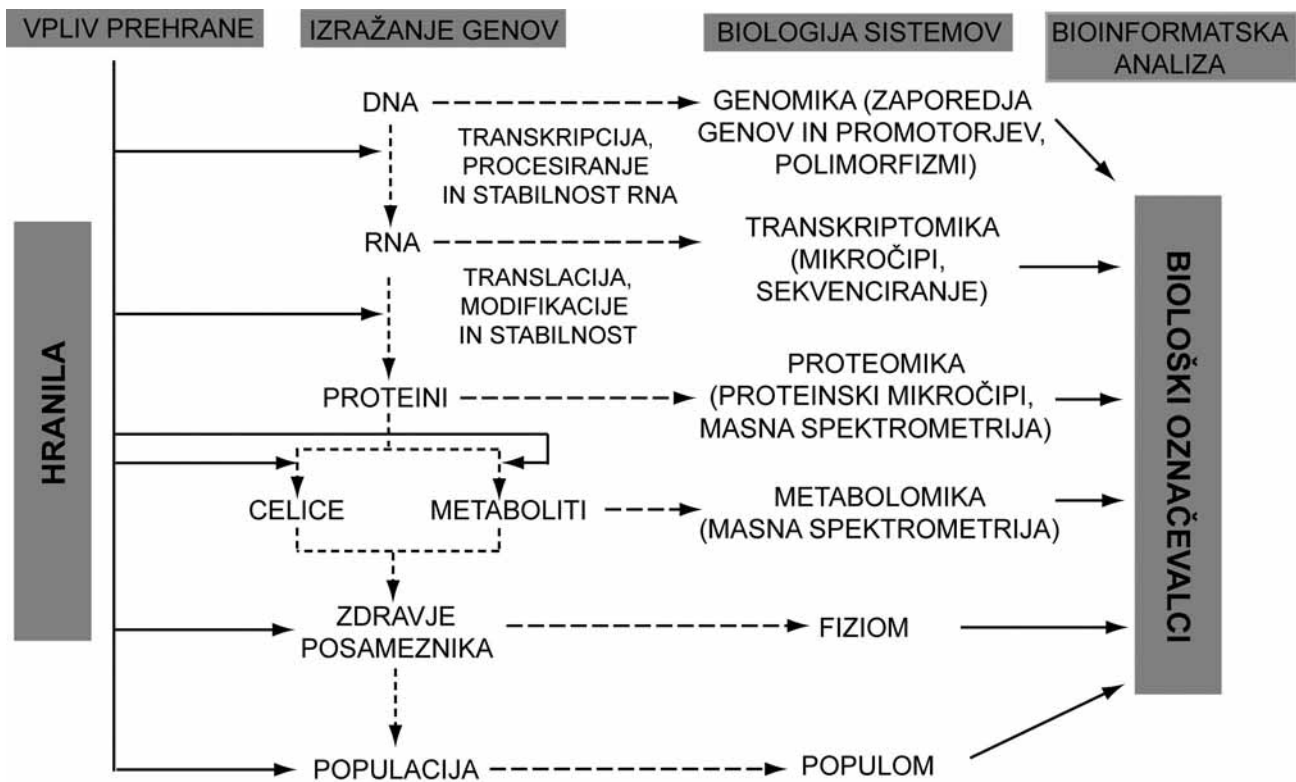 VPLIV PREHRANE
IZRAŽANJE GENOV
BIOLOGIJA SISTEMOV
BIOINFORMATSKA
ANALIZA
HRANILA
DNA
TRANSKRIPCIJA,
PROCESIRANJE
IN STABILNOST RNA
RNA
TRANSLACIJA,
MODIFIKACIJE
IN STABILNOST
PROTEINI
CELICE
METABOLITI
ZDRAVJE
POSAMEZNIKA
POPULACIJA
GENOMIKA (ZAPOREDJA
GENOV IN PROMOTORJEV,
POLIMORFIZMI)
TRANSKRIPTOMIKA
(MIKROČIPI,
SEKVENCIRANJE)
PROTEOMIKA
(PROTEINSKI MIKROČIPI,
MASNA SPEKTROMETRIJA)
METABOLOMIKA
(MASNA SPEKTROMETRIJA)
FIZIOM
POPULOM
BIOLOŠKI OZNAČEVALCI